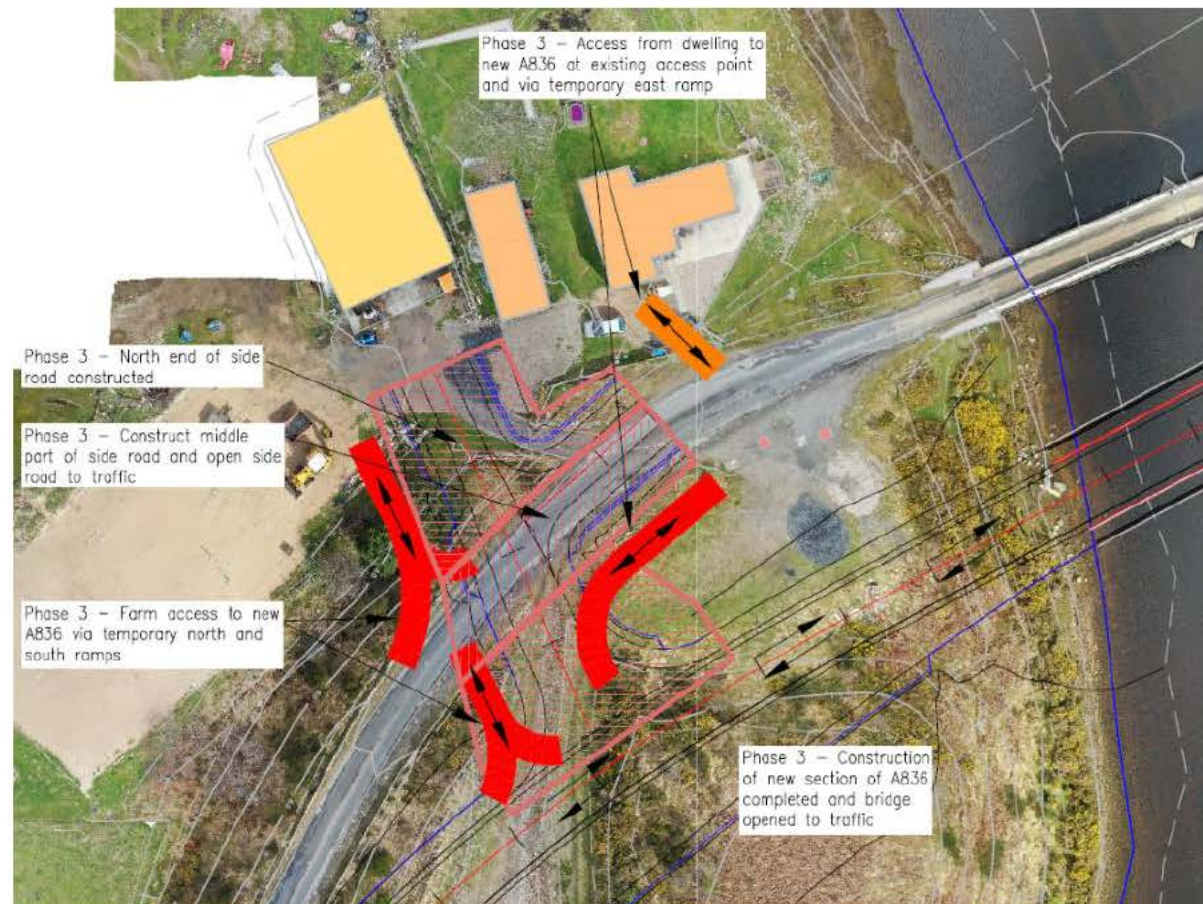 Phase 3 - Access from dwelling to
new A836 at existing access point
and via temporary east ramp
Phase 3 - North end of side
road constructed
Phase 3 - Construct middle
part of side road and open side
road to traffic
Phase 3 - Farm access to new
A836 via temporary north and
south ramps
Phase 3 - Construction
of new section of A836
completed and bridge
opened to traffic